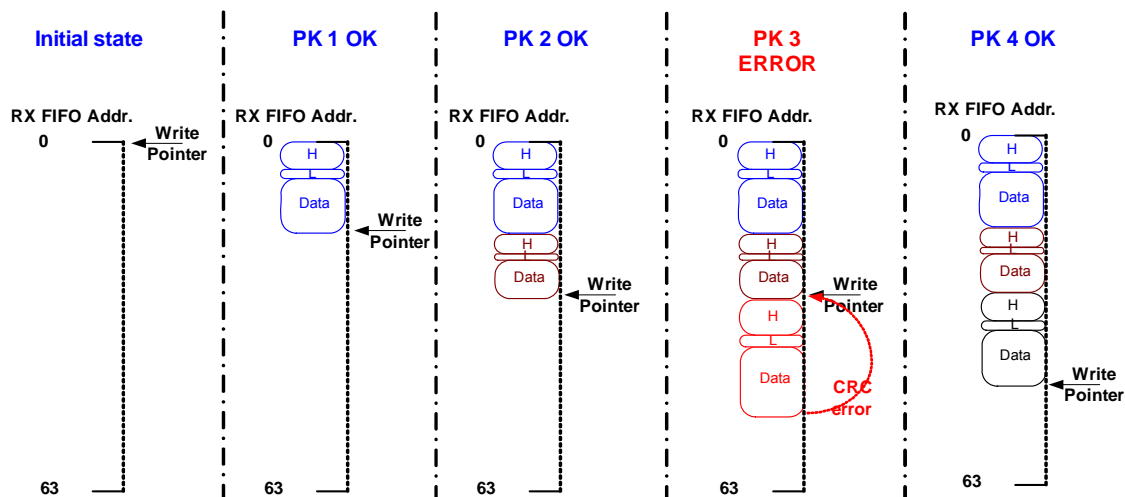 Initial state
RX FIFO Addr.
0
Write
Pointer
63
PK 1 OK
RX FIFO Addr.
0
H
L
Data
Write
Pointer
63
PK 2 OK
RX FIFO Addr.
0
H
L
Data
H
L
Data
Write
Pointer
63
PK 3
ERROR
RX FIFO Addr.
0
H
L
Data
H
L
Data
Write
Pointer
H
L
Data
CRC
error
63
PK 4 OK
RX FIFO Addr.
0
H
L
Data
H
L
Data
H
L
Data
Write
Pointer
63